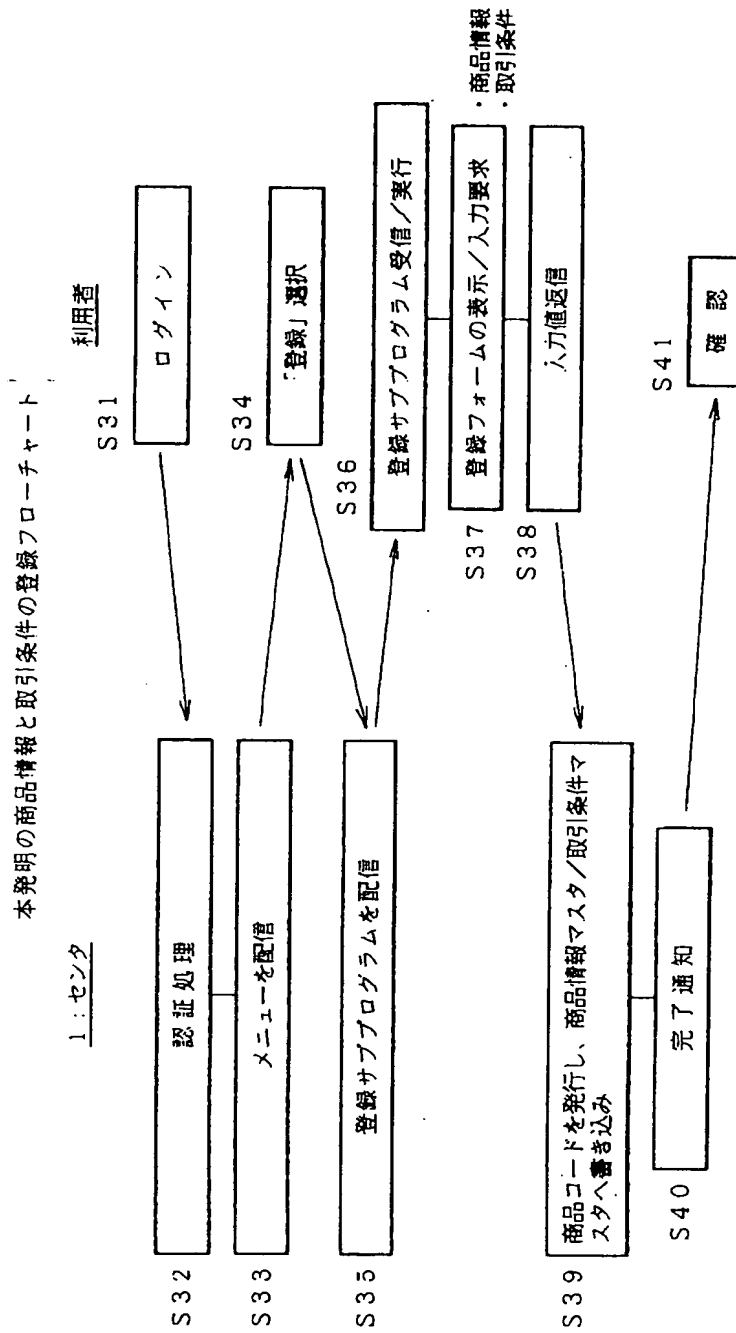 本発明の商品情報と取引条件の登録フローチャート
1:センタ
利用者
S31
ログイン
S32
認証処理
S33
メニューを配信
S34
「登録」選択
S35
登録サブプログラムを配信
S36
登録サブプログラム受信/実行
S37
登録フォームの表示/入力要求
・商品情報
・取引条件
S38
入力値返信
S39
商品コードを発行し、商品情報マスタ/取引条件マ
スタへ書き込み
S40
完了通知
S41
確認